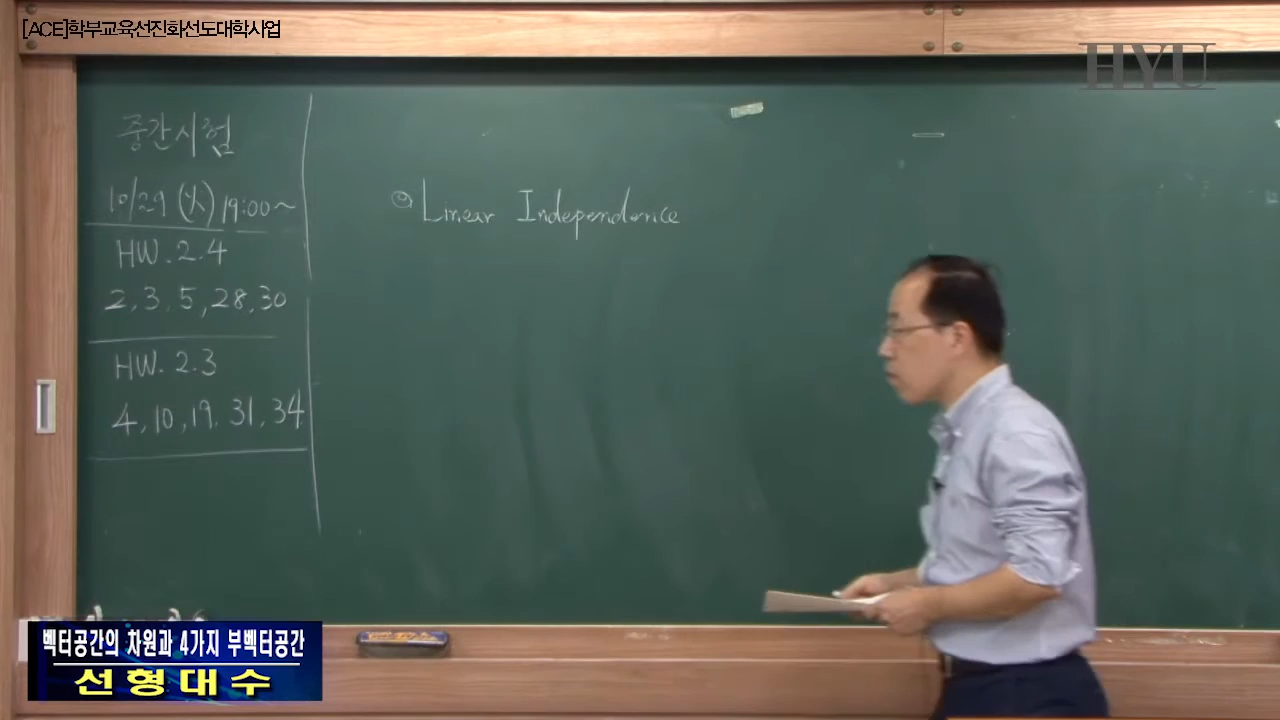 [ACE]학부교육선진화선도대학사업
HYU
중간시험
10/29 (火) 19:00~
HW. 2.4
2, 3, 5, 28, 30
HW. 2.3
4, 10, 19, 31, 34
Linear Independence
벡터공간의 차원과 4가지 부벡터공간
선형대수